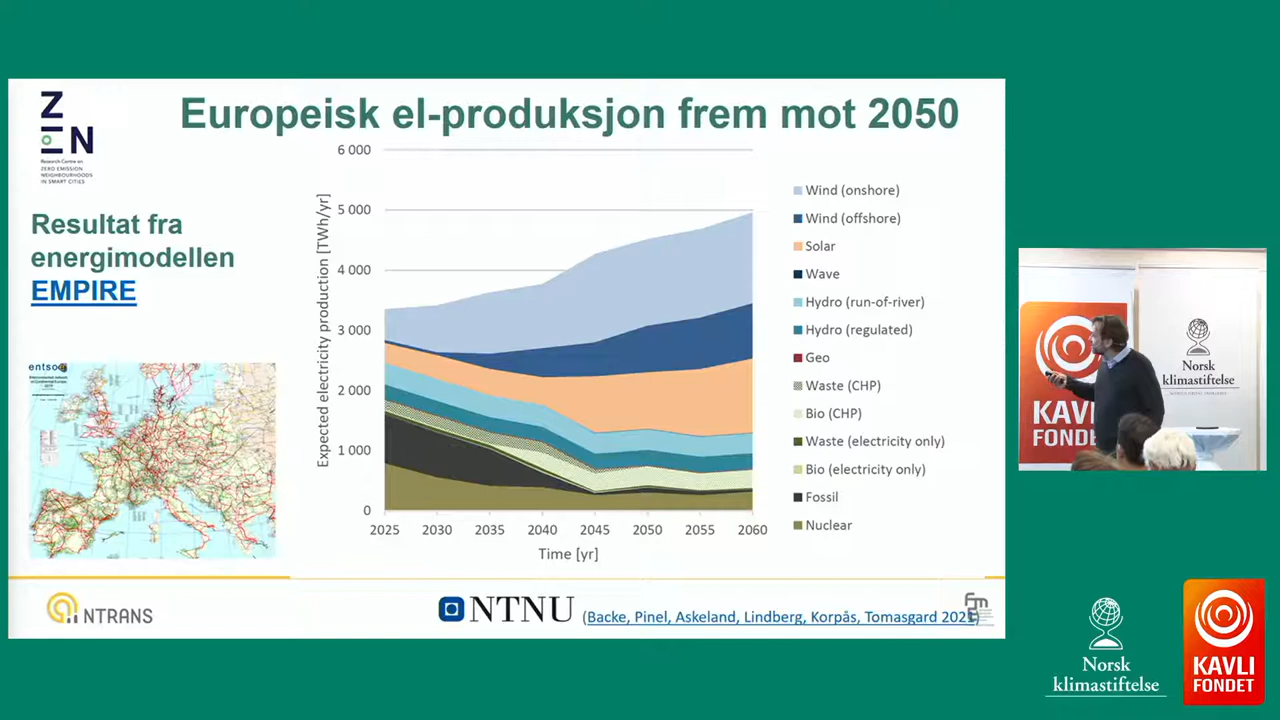 Z
EN
Research Centre on
ZERO EMISSION
NEIGHBOURHOODS
IN SMART CITIES
Europeisk el-produksjon frem mot 2050
Resultat fra
energimodellen
EMPIRE
entso
Expected electricity production [TWh/yr]
6 000
5 000
4 000
3 000
2 000
1 000
0
2025 2030 2035 2040 2045 2050 2055 2060
Time [yr]
Wind (onshore)
Wind (offshore)
Solar
Wave
Hydro (run-of-river)
Hydro (regulated)
Geo
Waste (CHP)
Bio (CHP)
Waste (electricity only)
Bio (electricity only)
Fossil
Nuclear
NTRANS
NTNU
(Backe, Pinel, Askeland, Lindberg, Korpås, Tomasgard 2021)
KAVLI
FONDET
Norsk
klimastiftelse
Norsk
klimastiftelse
KAVLI
FONDET